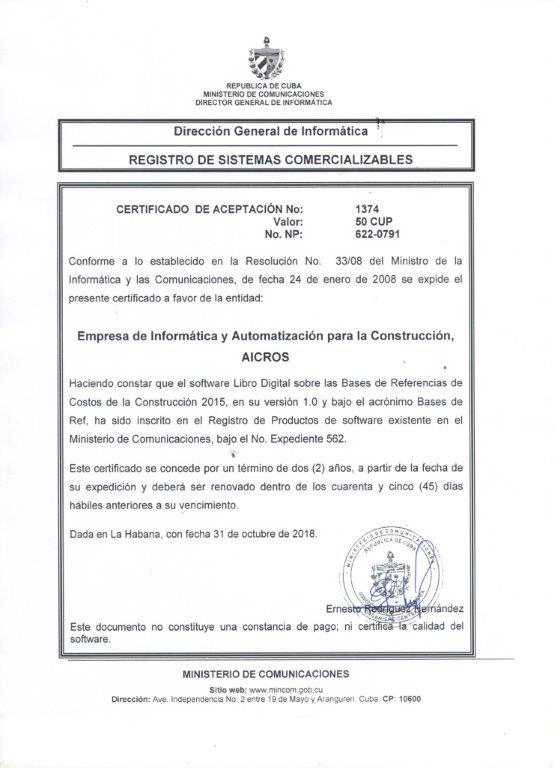 REPUBLICA DE CUBA
MINISTERIO DE COMUNICACIONES
DIRECTOR GENERAL DE INFORMÁTICA
Dirección General de Informática
REGISTRO DE SISTEMAS COMERCIALIZABLES
CERTIFICADO DE ACEPTACIÓN No: 1374
Valor: 50 CUP
No. NP: 622-0791
Conforme a lo establecido en la Resolución No. 33/08 del Ministro de la
Informática y las Comunicaciones, de fecha 24 de enero de 2008 se expide el
presente certificado a favor de la entidad:
Empresa de Informática y Automatización para la Construcción,
AICROS
Haciendo constar que el software Libro Digital sobre las Bases de Referencias de
Costos de la Construcción 2015, en su versión 1.0 y bajo el acrónimo Bases de
Ref, ha sido inscrito en el Registro de Productos de software existente en el
Ministerio de Comunicaciones, bajo el No. Expediente 562.
Este certificado se concede por un término de dos (2) años, a partir de la fecha de
su expedición y deberá ser renovado dentro de los cuarenta y cinco (45) días
hábiles anteriores a su vencimiento.
Dada en La Habana, con fecha 31 de octubre de 2018.
MINISTERIO DE COMUNICACIONES
REPUBLICA DE CUBA
Ernesto Rodríguez Hernández
Este documento no constituye una constancia de pago; ni certifica la calidad del
software.
MINISTERIO DE COMUNICACIONES
Sitio web: www.mincom.gob.cu
Dirección: Ave. Independencia No. 2 entre 19 de Mayo y Aranguren. Cuba. CP: 10600